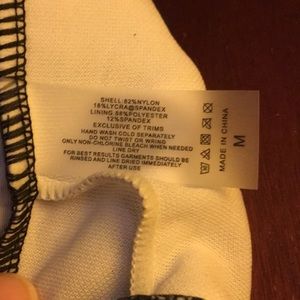 SHELL:82%NYLON
18%LYCRA@SPANDEX
LINING:88%POLYESTER
12%SPANDEX
EXCLUSIVE OF TRIMS
HAND WASH COLD SEPARATELY
DO NOT TWIST OR WRING
ONLY NON-CHLORINE BLEACH WHEN NEEDED
LINE DRY
FOR BEST RESULTS GARMENTS SHOULD BE
RINSED AND LINE DRIED IMMEDIATELY
AFTER USE
MADE IN CHINA
M